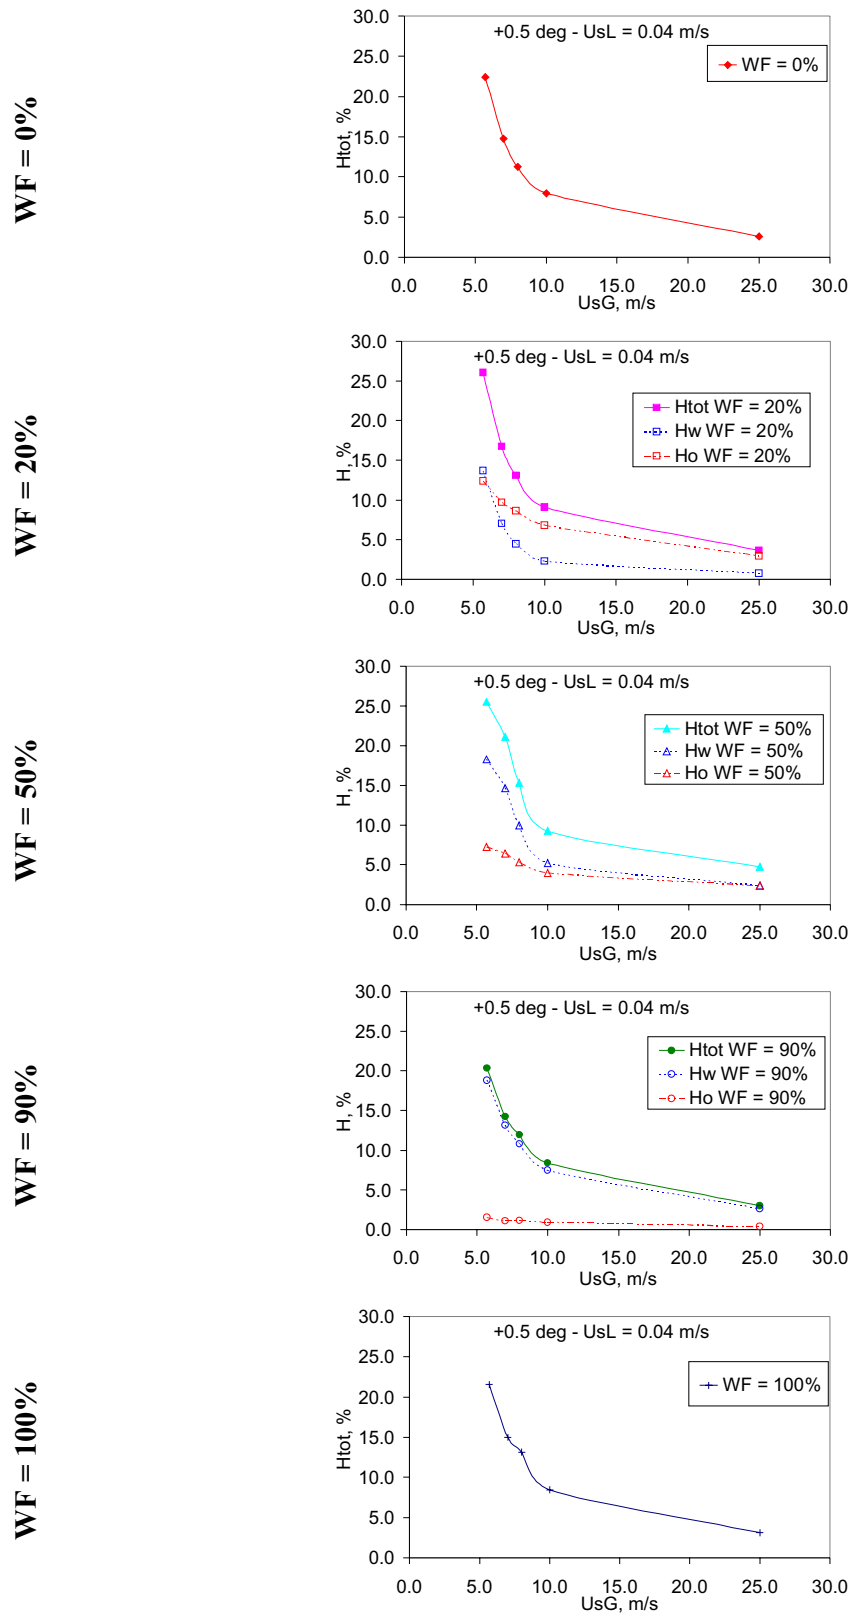 WF = 0%
+0.5 deg - UsL = 0.04 m/s
WF = 0%
Htot, %
30.0
25.0
20.0
15.0
10.0
5.0
0.0
0.0 5.0 10.0 15.0 20.0 25.0 30.0
UsG, m/s
WF = 20%
+0.5 deg - UsL = 0.04 m/s
Htot WF = 20%
Hw WF = 20%
Ho WF = 20%
H, %
30.0
25.0
20.0
15.0
10.0
5.0
0.0
0.0 5.0 10.0 15.0 20.0 25.0 30.0
UsG, m/s
WF = 50%
+0.5 deg - UsL = 0.04 m/s
Htot WF = 50%
Hw WF = 50%
Ho WF = 50%
H, %
30.0
25.0
20.0
15.0
10.0
5.0
0.0
0.0 5.0 10.0 15.0 20.0 25.0 30.0
UsG, m/s
WF = 90%
+0.5 deg - UsL = 0.04 m/s
Htot WF = 90%
Hw WF = 90%
Ho WF = 90%
H, %
30.0
25.0
20.0
15.0
10.0
5.0
0.0
0.0 5.0 10.0 15.0 20.0 25.0 30.0
UsG, m/s
WF = 100%
+0.5 deg - UsL = 0.04 m/s
WF = 100%
Htot, %
30.0
25.0
20.0
15.0
10.0
5.0
0.0
0.0 5.0 10.0 15.0 20.0 25.0 30.0
UsG, m/s